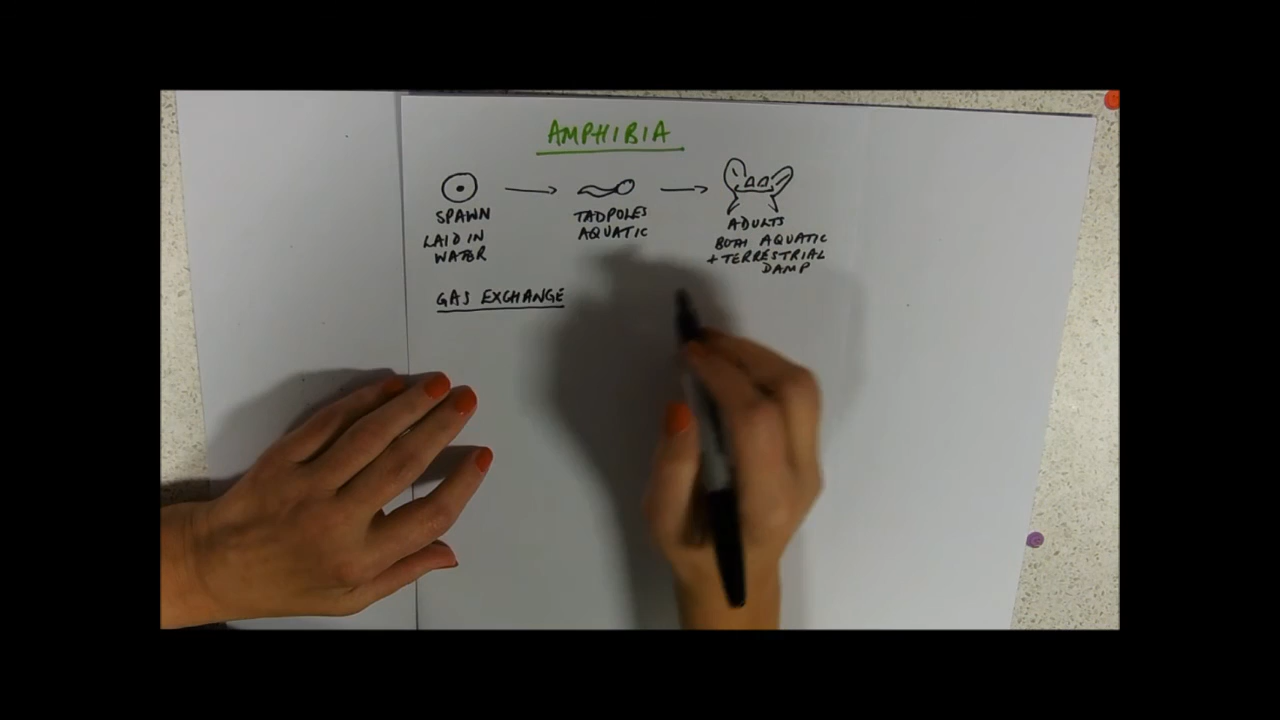 AMPHIBIA
SPAWN
LAID IN
WATER
TADPOLES
AQUATIC
ADULTS
BOTH AQUATIC
+ TERRESTRIAL
DAMP
GAS EXCHANGE